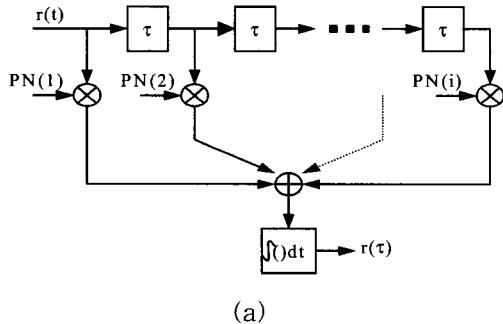 r(t)
τ
τ
τ
PN(1)
PN(2)
PN(i)
∫()dt
r(τ)
(a)